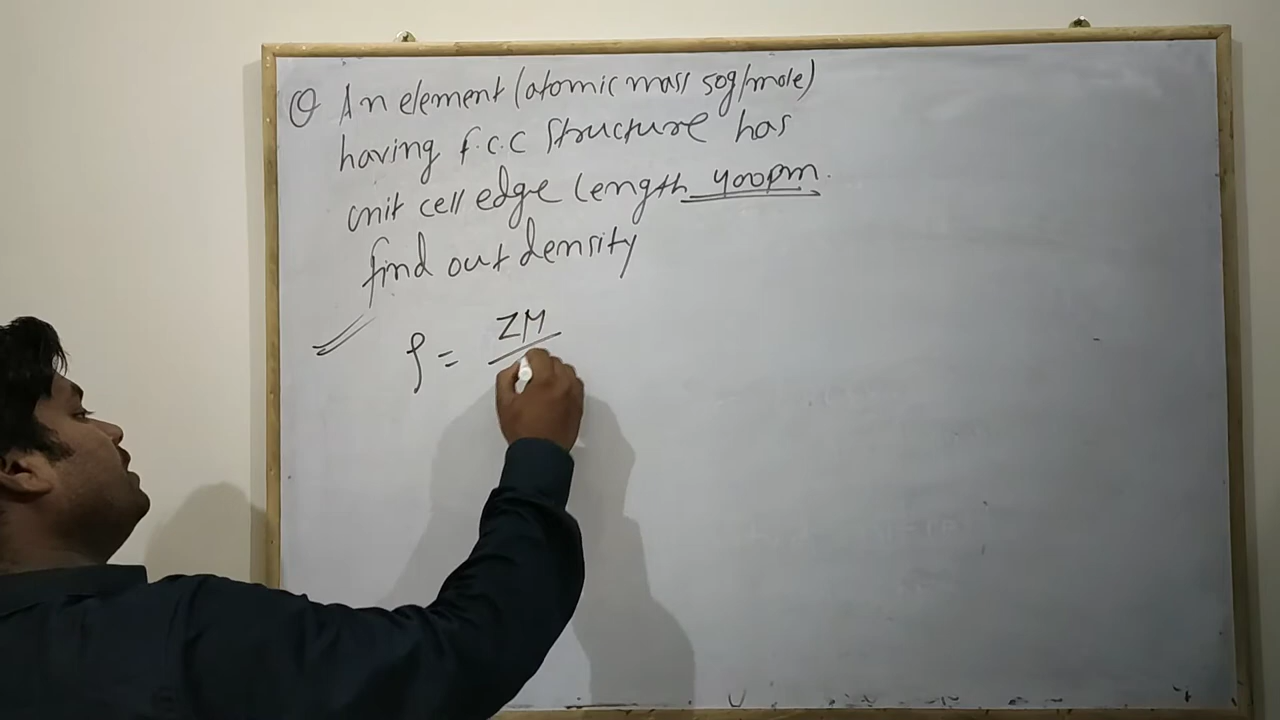 Q An element (atomic mass 50g/mole)
having f.c.c structure has
unit cell edge length 400pm.
find out density
ρ = ZM